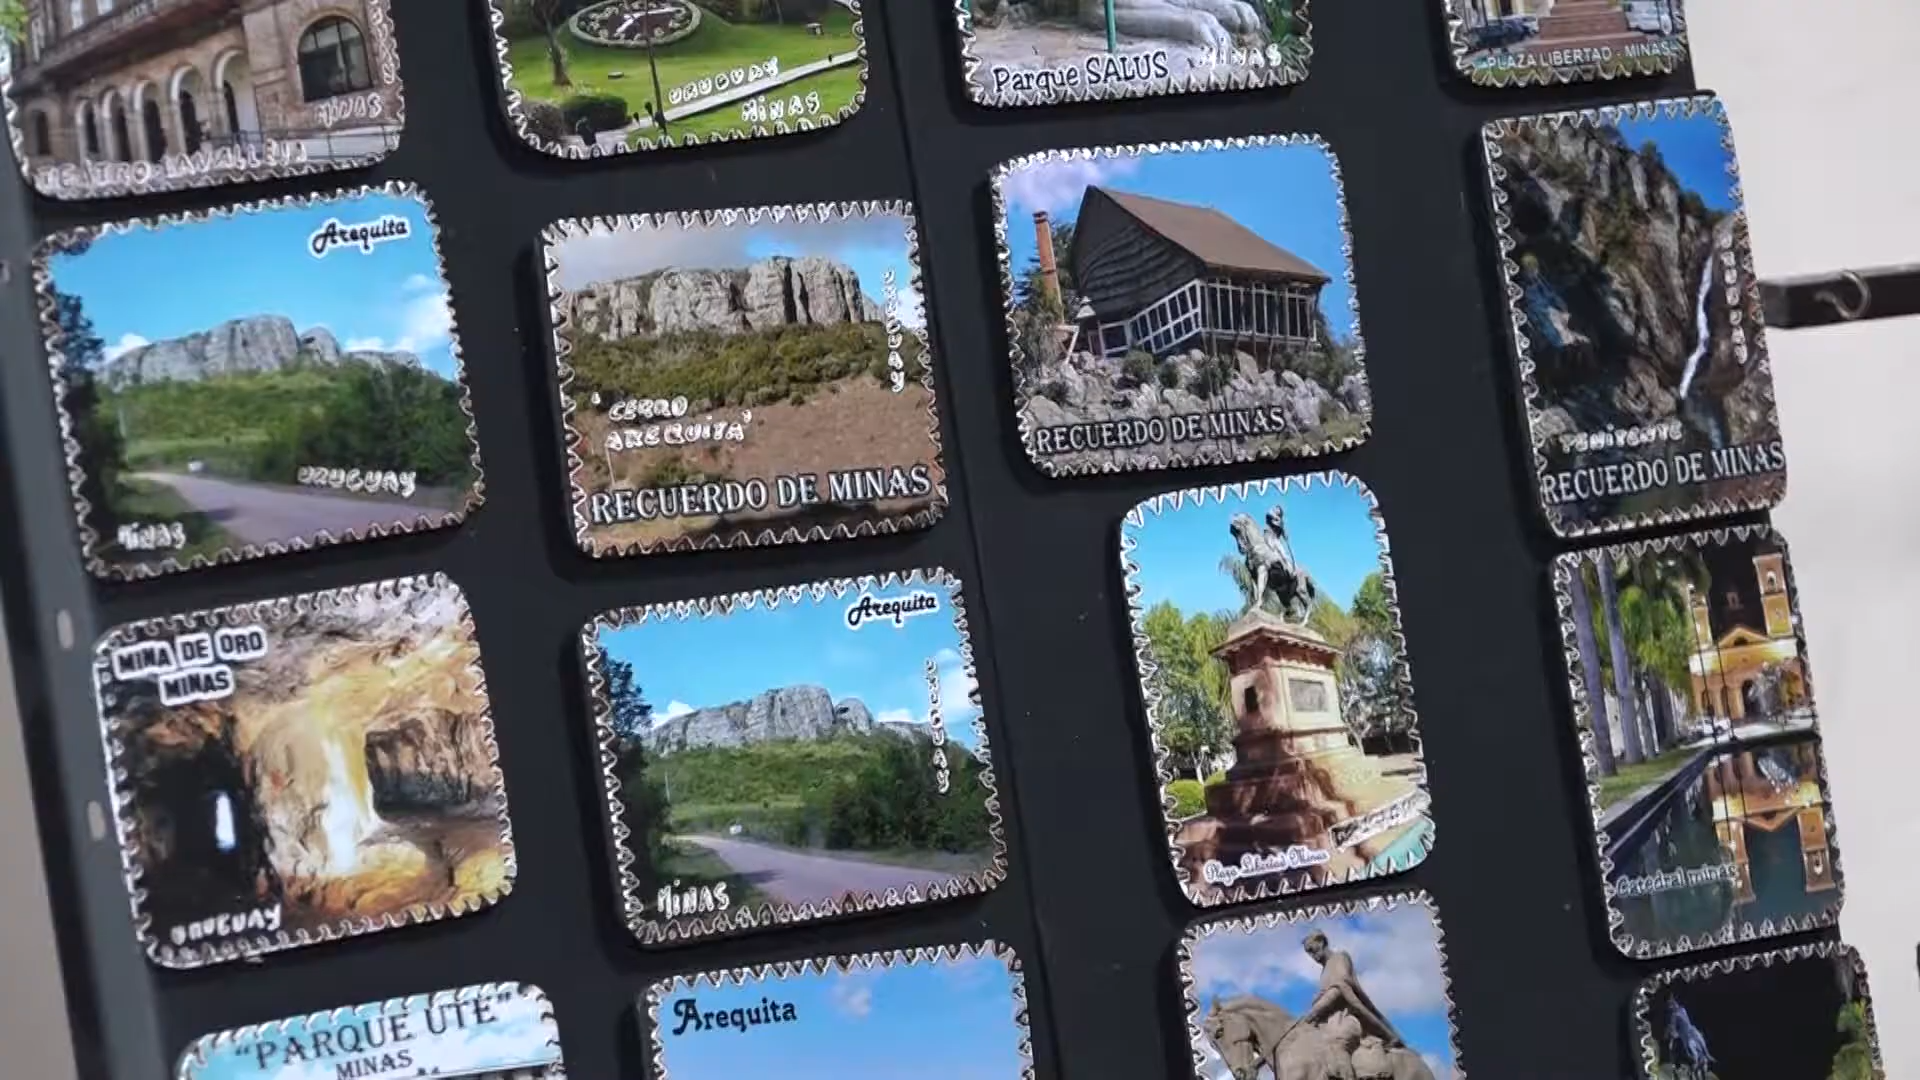 MINAS
TEATRO LAVALLEJA
URUGUAY
MINAS
Parque SALUS MINAS
PLAZA LIBERTAD - MINAS
Arequita
URUGUAY
MINAS
URUGUAY
"CERRO
AREQUITA"
RECUERDO DE MINAS
RECUERDO DE MINAS
URUGUAY
PENITENTE
RECUERDO DE MINAS
MINA DE ORO
MINAS
URUGUAY
Arequita
URUGUAY
MINAS
Plaza Libertad Minas
Catedral minas
"PARQUE UTE"
MINAS
Arequita